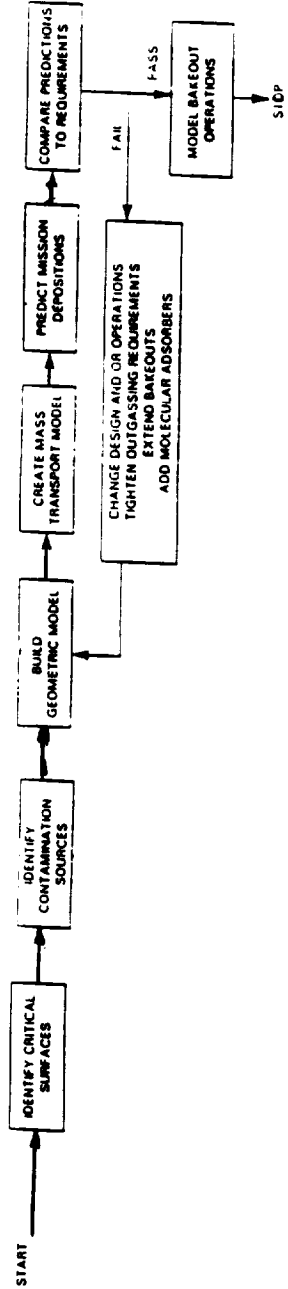 START
IDENTIFY CRITICAL
SURFACES
IDENTIFY
CONTAMINATION
SOURCES
BUILD
GEOMETRIC MODEL
CREATE MASS
TRANSPORT MODEL
PREDICT MISSION
DEPOSITIONS
COMPARE PREDICTIONS
TO REQUIREMENTS
FAIL
PASS
CHANGE DESIGN AND OR OPERATIONS
TIGHTEN OUTGASSING REQUIREMENTS
EXTEND BAKEOUTS
ADD MOLECULAR ADSORBERS
MODEL BAKEOUT
OPERATIONS
STOP